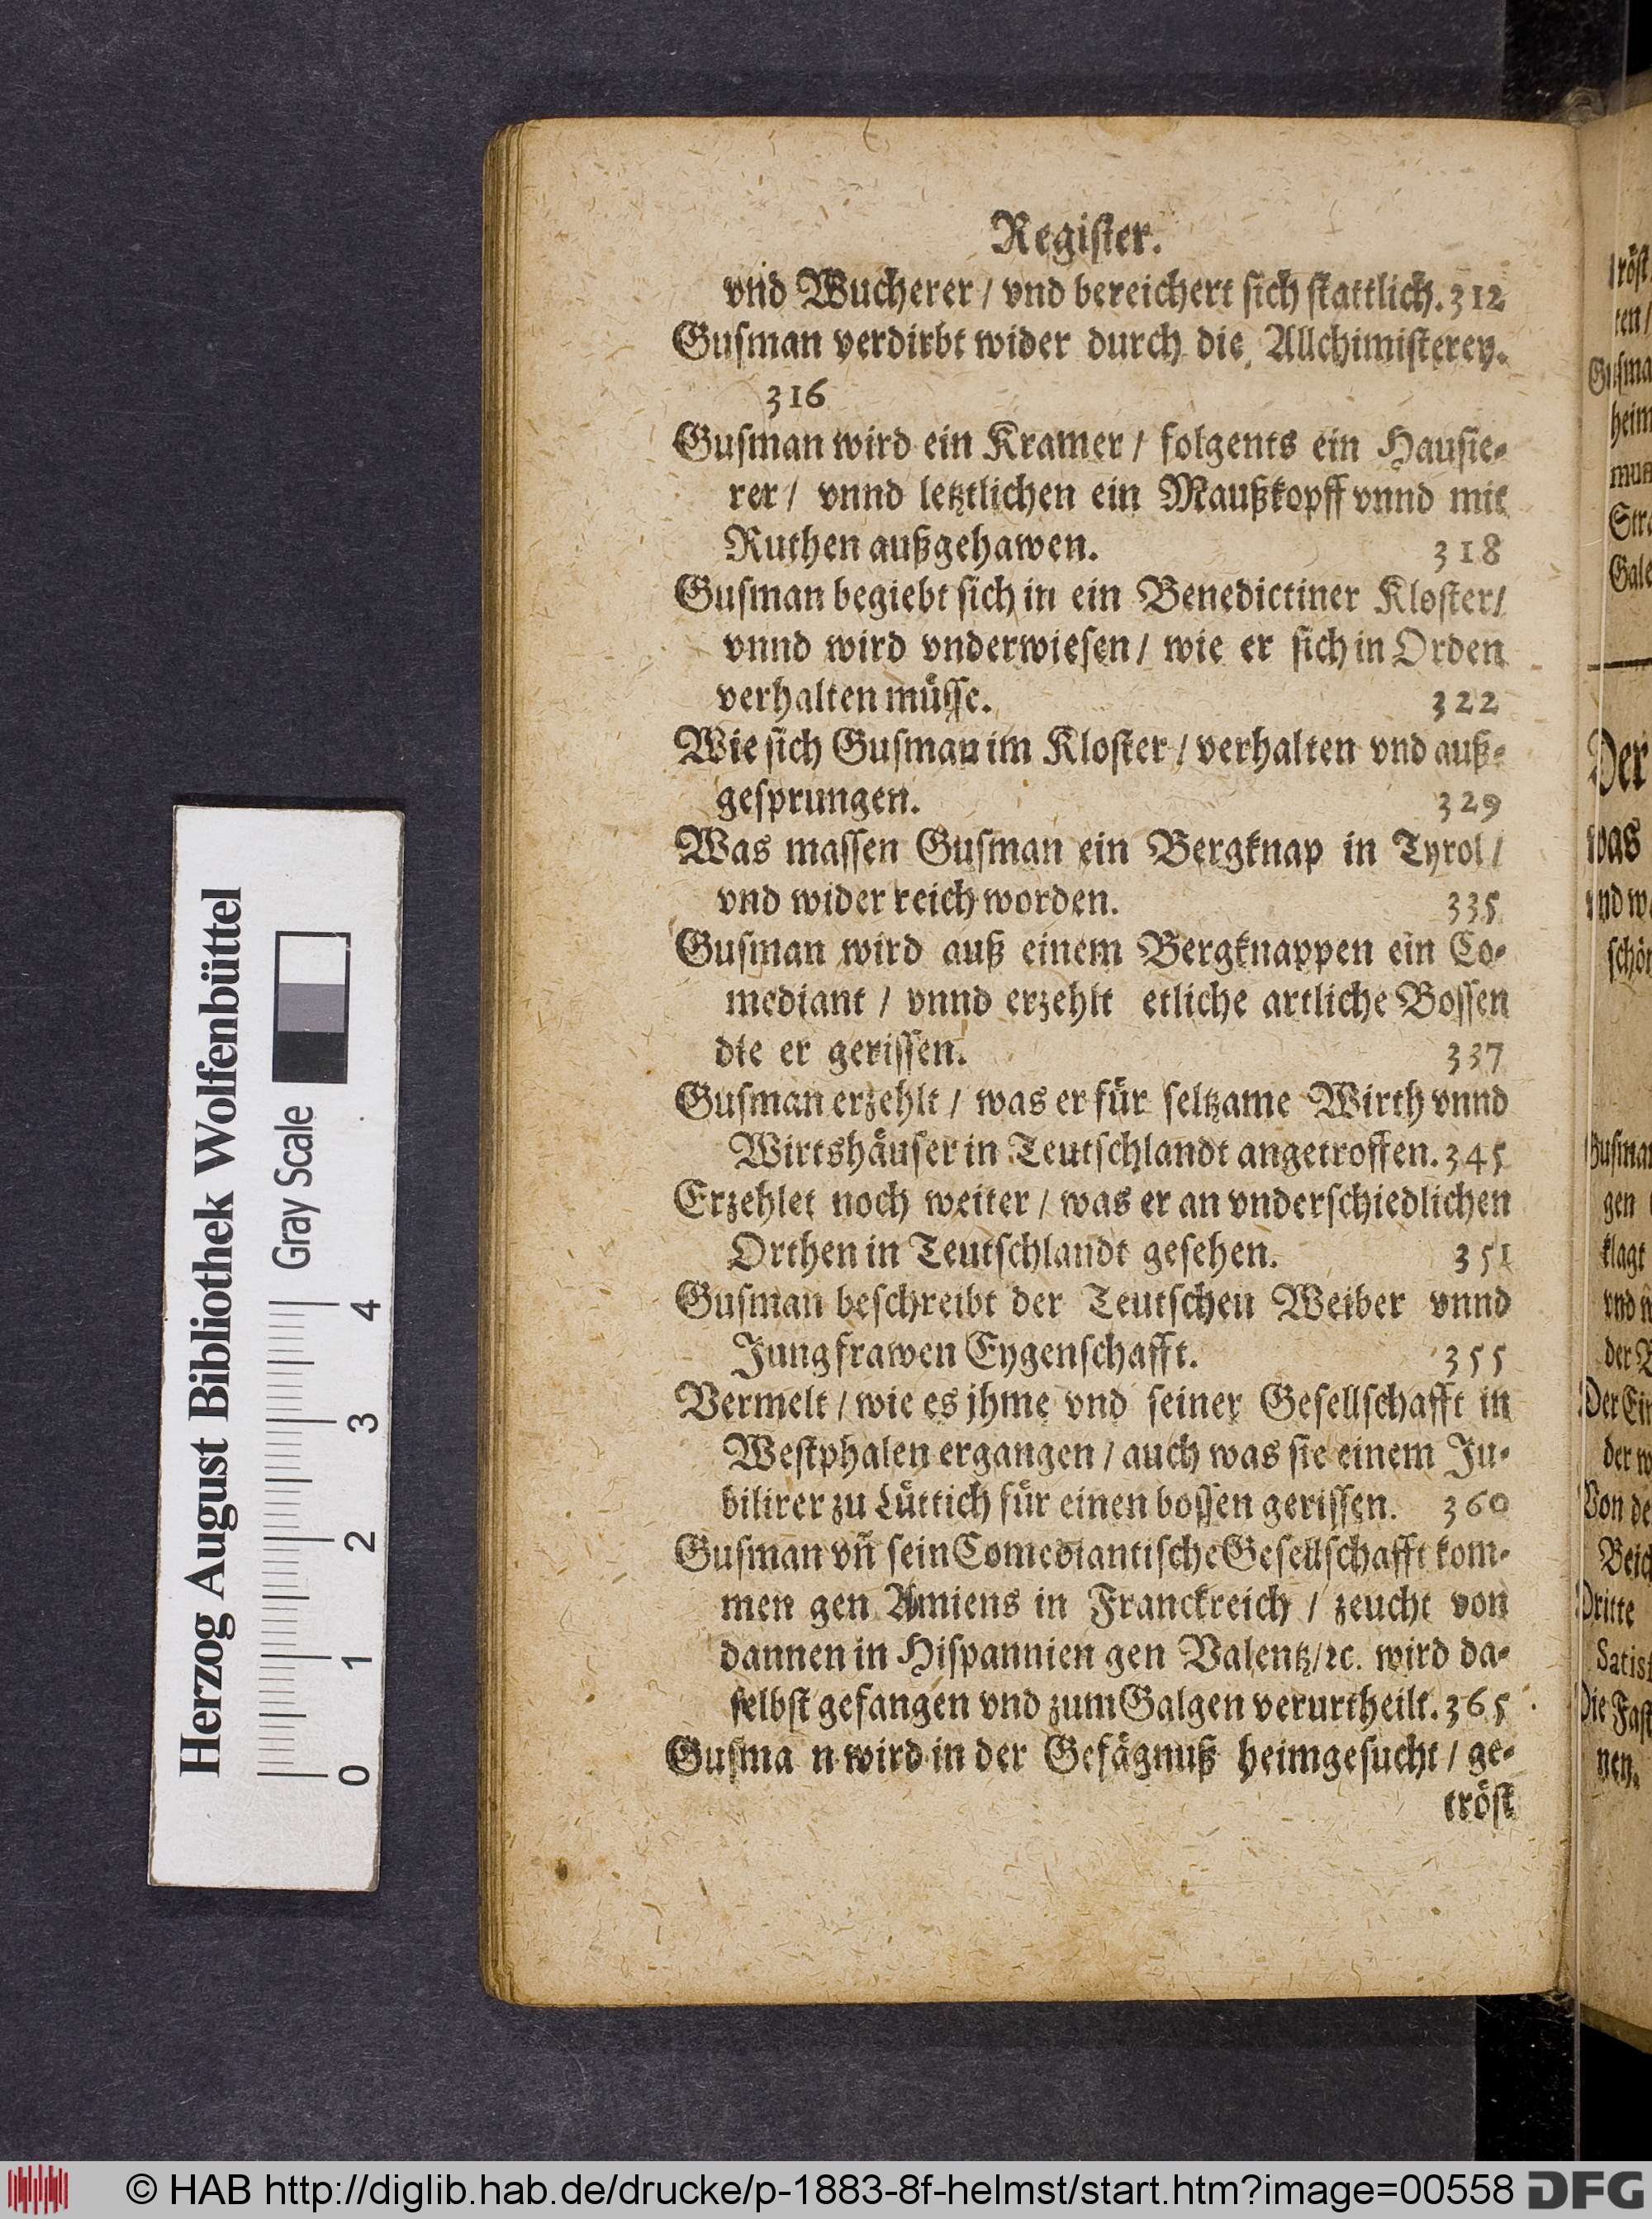 Regiſter.
vnd Wucherer / vnd bereichert ſich ſtattlich. 312
Guſman verdirbt wider durch die Allchimiſterey.
316
Guſman wird ein Kramer / folgents ein Hauſie-
rer / vnnd letztlichen ein Maußkopff vnnd mit
Ruthen außgehawen. 318
Guſman begiebt ſich in ein Benedictiner Kloſter /
vnnd wird vnderwieſen / wie er ſich in Orden
verhalten müſſe. 322
Wie ſich Guſman im Kloſter / verhalten vnd auß-
geſprungen. 329
Was maſſen Guſman ein Bergknap in Tyrol /
vnd wider reich worden. 335
Guſman wird auß einem Bergknappen ein Co-
mediant / vnnd erzehlt etliche artliche Boſſen
die er geriſſen. 337
Guſman erzehlt / was er für ſeltzame Wirth vnnd
Wirtshäuſer in Teutſchlandt angetroffen. 345
Erzehlet noch weiter / was er an vnderſchiedlichen
Orthen in Teutſchlandt geſehen. 351
Guſman beſchreibt der Teutſchen Weiber vnnd
Jungfrawen Eygenſchafft. 355
Vermelt / wie es jhme vnd ſeiner Geſellſchafft in
Weſtphalen ergangen / auch was ſie einem Ju-
bilirer zu Lüttich für einen boſſen geriſſen. 360
Guſman vñ ſein Comediantiſche Geſellſchafft kom-
men gen Amiens in Franckreich / zeucht von
dannen in Hiſpannien gen Valentz / ꝛc. wird da-
ſelbſt gefangen vnd zum Galgen verurtheilt. 365
Guſma n wird in der Gefägnuß heimgeſucht / ge-
tröſt
Herzog August Bibliothek Wolfenbüttel
Gray Scale
0 1 2 3 4
© HAB http://diglib.hab.de/drucke/p-1883-8f-helmst/start.htm?image=00558 DFG